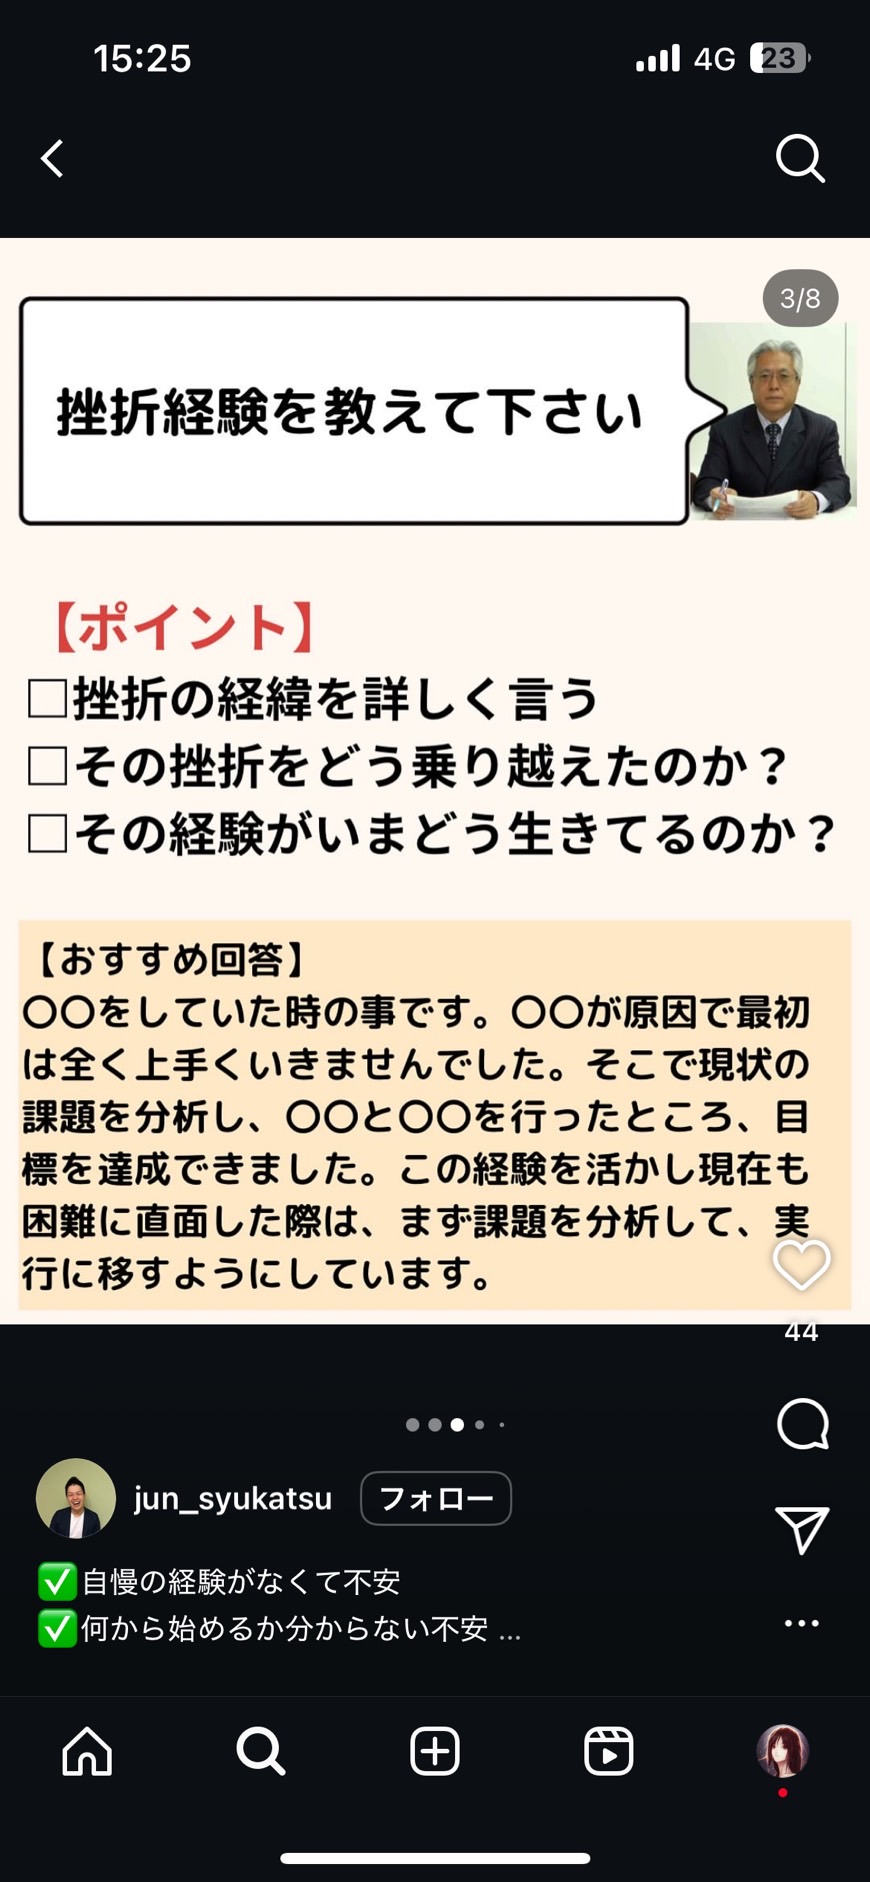 15:25
4G 23
3/8
挫折経験を教えて下さい
【ポイント】
□挫折の経緯を詳しく言う
□その挫折をどう乗り越えたのか？
□その経験がいまどう生きてるのか？
【おすすめ回答】
〇〇をしていた時の事です。〇〇が原因で最初
は全く上手くいきませんでした。そこで現状の
課題を分析し、〇〇と〇〇を行ったところ、目
標を達成できました。この経験を活かし現在も
困難に直面した際は、まず課題を分析して、実
行に移すようにしています。
44
jun_syukatsu フォロー
✅自慢の経験がなくて不安
✅何から始めるか分からない不安 ...